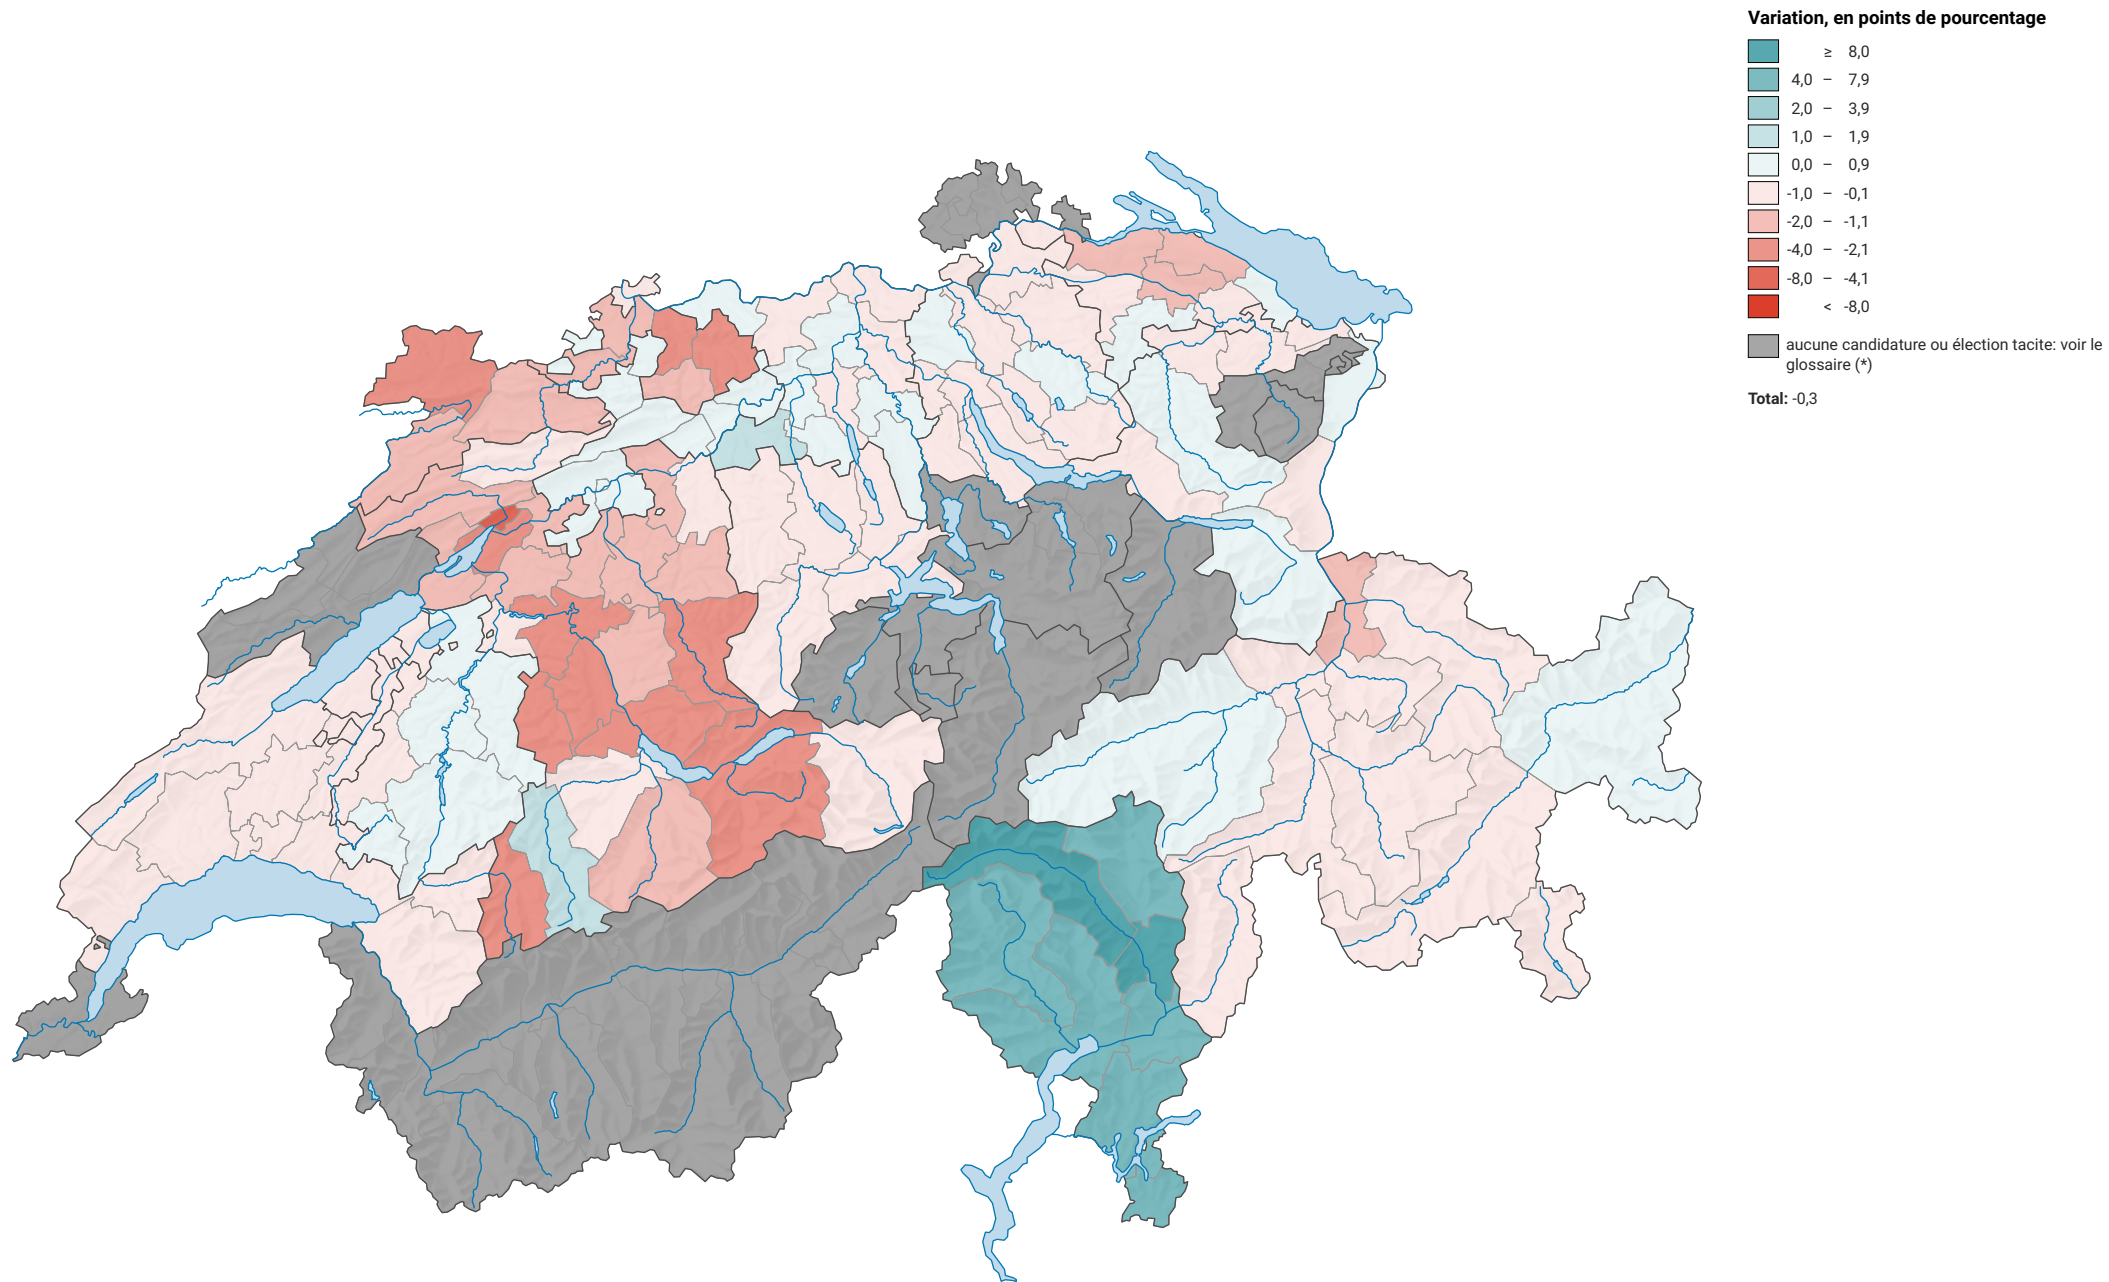 Variation, en points de pourcentage
≥ 8,0
4,0 – 7,9
2,0 – 3,9
1,0 – 1,9
0,0 – 0,9
-1,0 – -0,1
-2,0 – -1,1
-4,0 – -2,1
-8,0 – -4,1
< -8,0
aucune candidature ou élection tacite: voir le
glossaire (*)
Total: -0,3